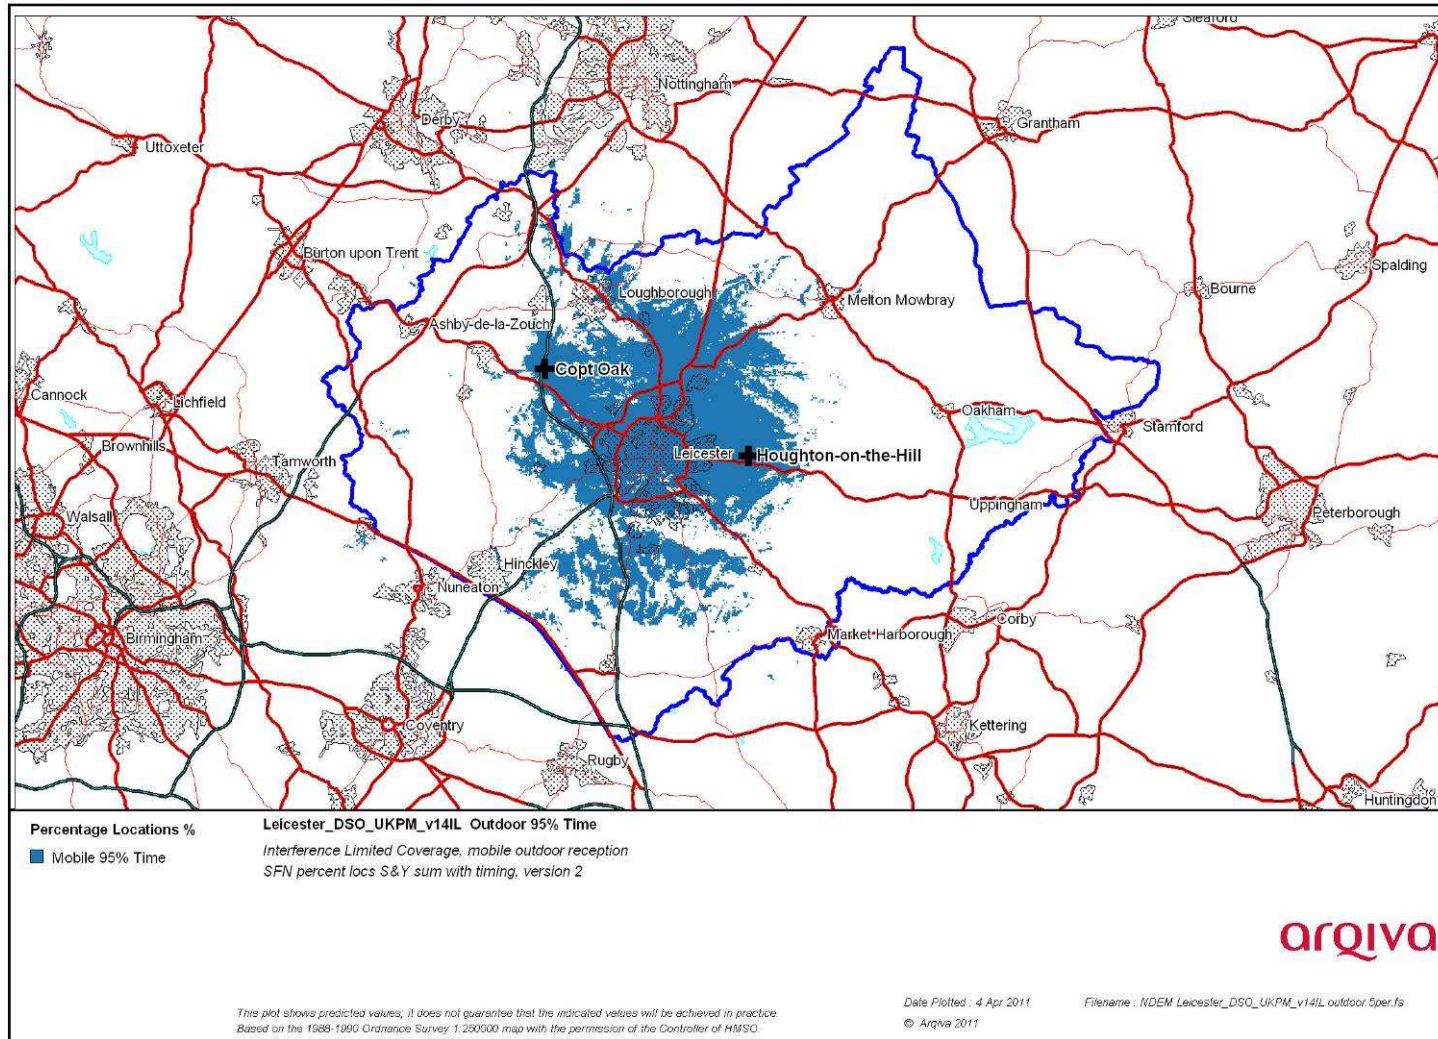 Sleaford
Nottingham
Derby
Grantham
Uttoxeter
Burton upon Trent
Spalding
Loughborough
Melton Mowbray
Bourne
Ashby-de-la-Zouch
Copt Oak
Cannock
Lichfield
Oakham
Stamford
Brownhills
Leicester
Houghton-on-the-Hill
Tamworth
Uppingham
Walsall
Peterborough
Hinckley
Nuneaton
Birmingham
Market Harborough
Corby
Coventry
Kettering
Rugby
Huntingdon
Percentage Locations %
Mobile 95% Time
Leicester_DSO_UKPM_v14IL Outdoor 95% Time
Interference Limited Coverage, mobile outdoor reception
SFN percent locs S&Y sum with timing, version 2
arqiva
This plot shows predicted values; it does not guarantee that the indicated values will be achieved in practice.
Based on the 1988-1990 Ordnance Survey 1:250000 map with the permission of the Controller of HMSO
Date Plotted : 4 Apr 2011
© Arqiva 2011
Filename : NDEM Leicester_DSO_UKPM_v14IL.outdoor.5per.fs